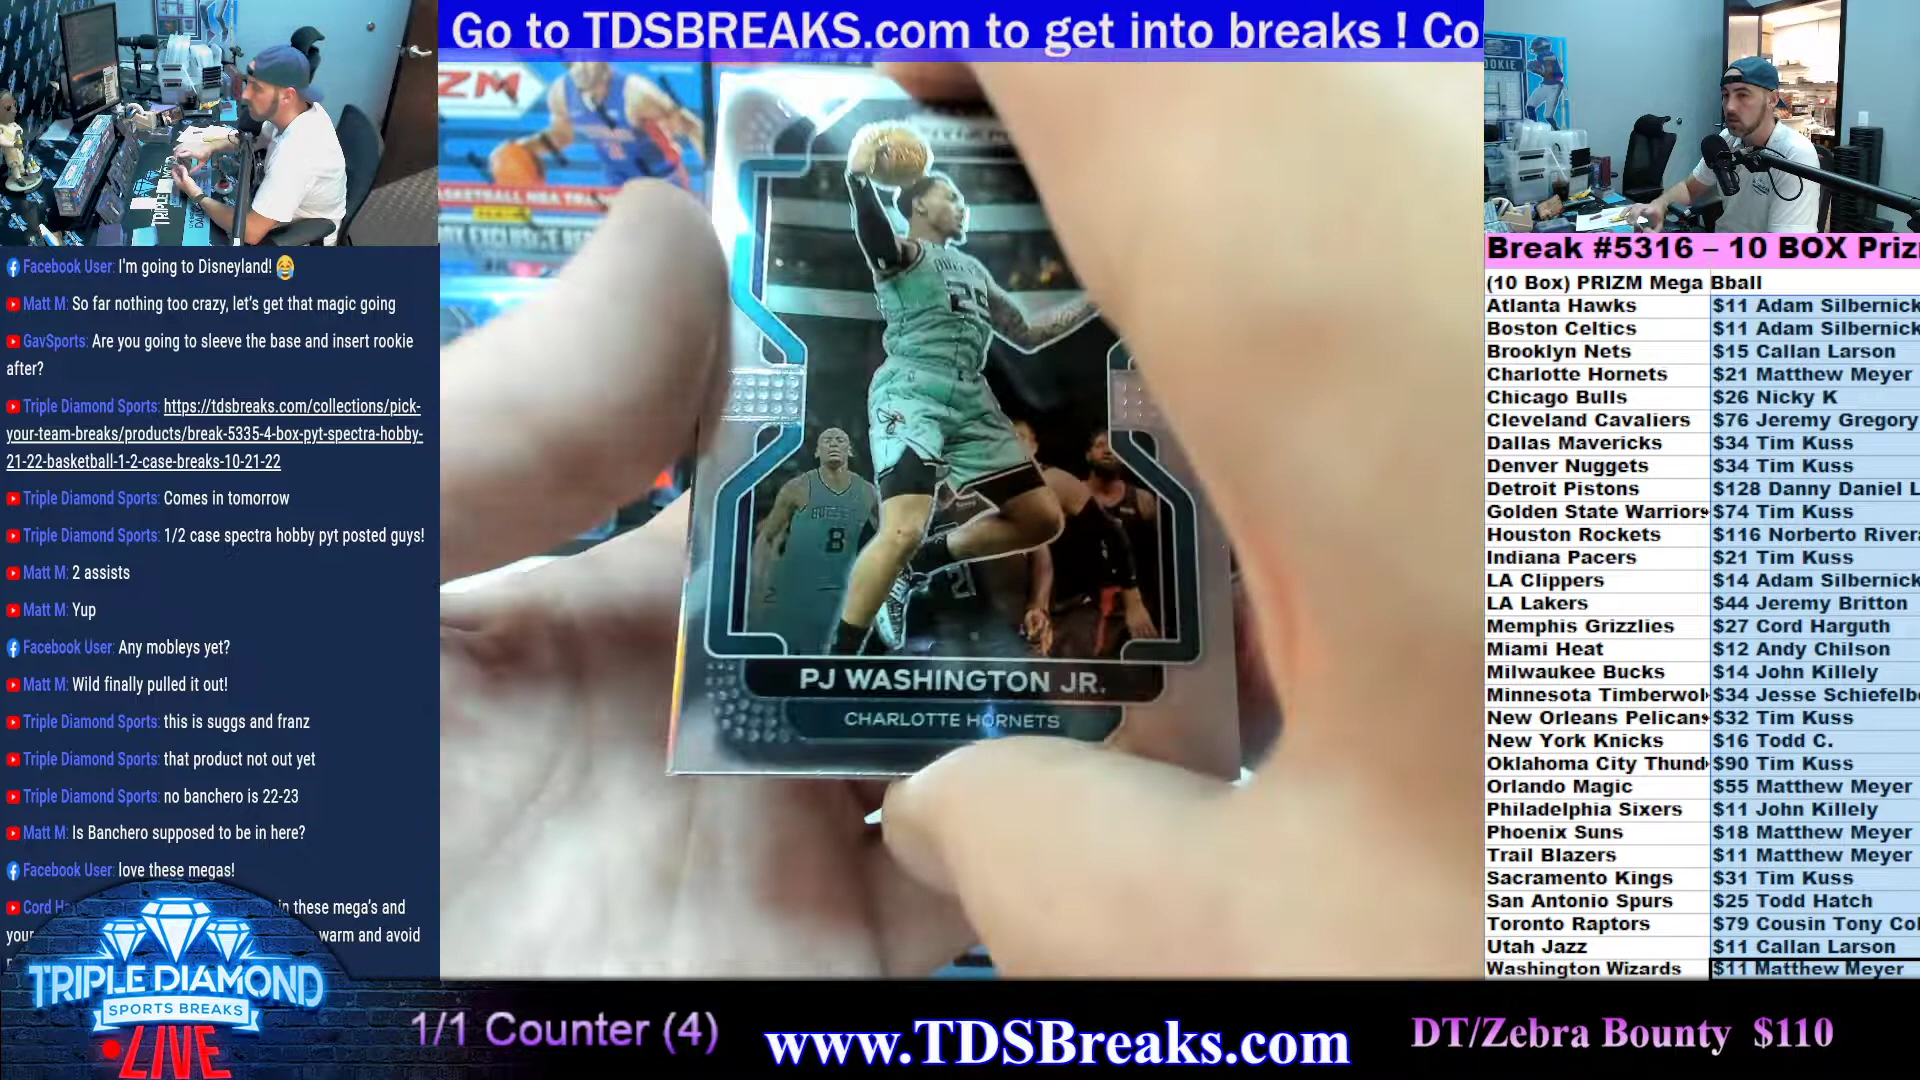 Go to TDSBREAKS.com to get into breaks ! Co
Facebook User: I'm going to Disneyland! 😂
Matt M: So far nothing too crazy, let's get that magic going
GavSports: Are you going to sleeve the base and insert rookie
after?
Triple Diamond Sports: https://tdsbreaks.com/collections/pick-
your-team-breaks/products/break-5335-4-box-pyt-spectra-hobby-
21-22-basketball-1-2-case-breaks-10-21-22
Triple Diamond Sports: Comes in tomorrow
Triple Diamond Sports: 1/2 case spectra hobby pyt posted guys!
Matt M: 2 assists
Matt M: Yup
Facebook User: Any mobleys yet?
Matt M: Wild finally pulled it out!
Triple Diamond Sports: this is suggs and franz
Triple Diamond Sports: that product not out yet
Triple Diamond Sports: no banchero is 22-23
Matt M: Is Banchero supposed to be in here?
Facebook User: love these megas!
Cord in these mega's and
your warm and avoid
TRIPLE DIAMOND
SPORTS BREAKS
LIVE
PJ WASHINGTON JR.
CHARLOTTE HORNETS
Break #5316 – 10 BOX Priz
(10 Box) PRIZM Mega Bball
Atlanta Hawks $11 Adam Silbernick
Boston Celtics $11 Adam Silbernick
Brooklyn Nets $15 Callan Larson
Charlotte Hornets $21 Matthew Meyer
Chicago Bulls $26 Nicky K
Cleveland Cavaliers $76 Jeremy Gregory
Dallas Mavericks $34 Tim Kuss
Denver Nuggets $34 Tim Kuss
Detroit Pistons $128 Danny Daniel L
Golden State Warriors $74 Tim Kuss
Houston Rockets $116 Norberto Rivera
Indiana Pacers $21 Tim Kuss
LA Clippers $14 Adam Silbernick
LA Lakers $44 Jeremy Britton
Memphis Grizzlies $27 Cord Harguth
Miami Heat $12 Andy Chilson
Milwaukee Bucks $14 John Killely
Minnesota Timberwol $34 Jesse Schiefelbe
New Orleans Pelicans $32 Tim Kuss
New York Knicks $16 Todd C.
Oklahoma City Thund $90 Tim Kuss
Orlando Magic $55 Matthew Meyer
Philadelphia Sixers $11 John Killely
Phoenix Suns $18 Matthew Meyer
Trail Blazers $11 Matthew Meyer
Sacramento Kings $31 Tim Kuss
San Antonio Spurs $25 Todd Hatch
Toronto Raptors $79 Cousin Tony Col
Utah Jazz $11 Callan Larson
Washington Wizards $11 Matthew Meyer
1/1 Counter (4)
www.TDSBreaks.com
DT/Zebra Bounty $110